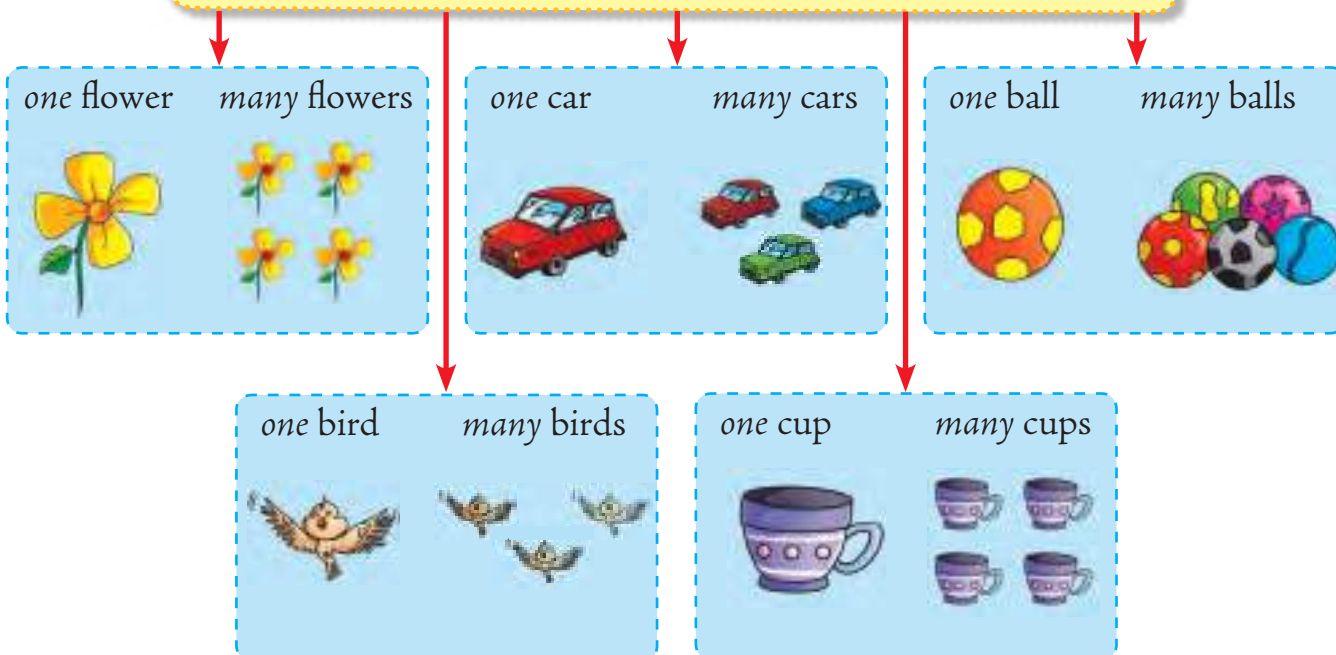 one flower many flowers
one car many cars
one ball many balls
one bird many birds
one cup many cups